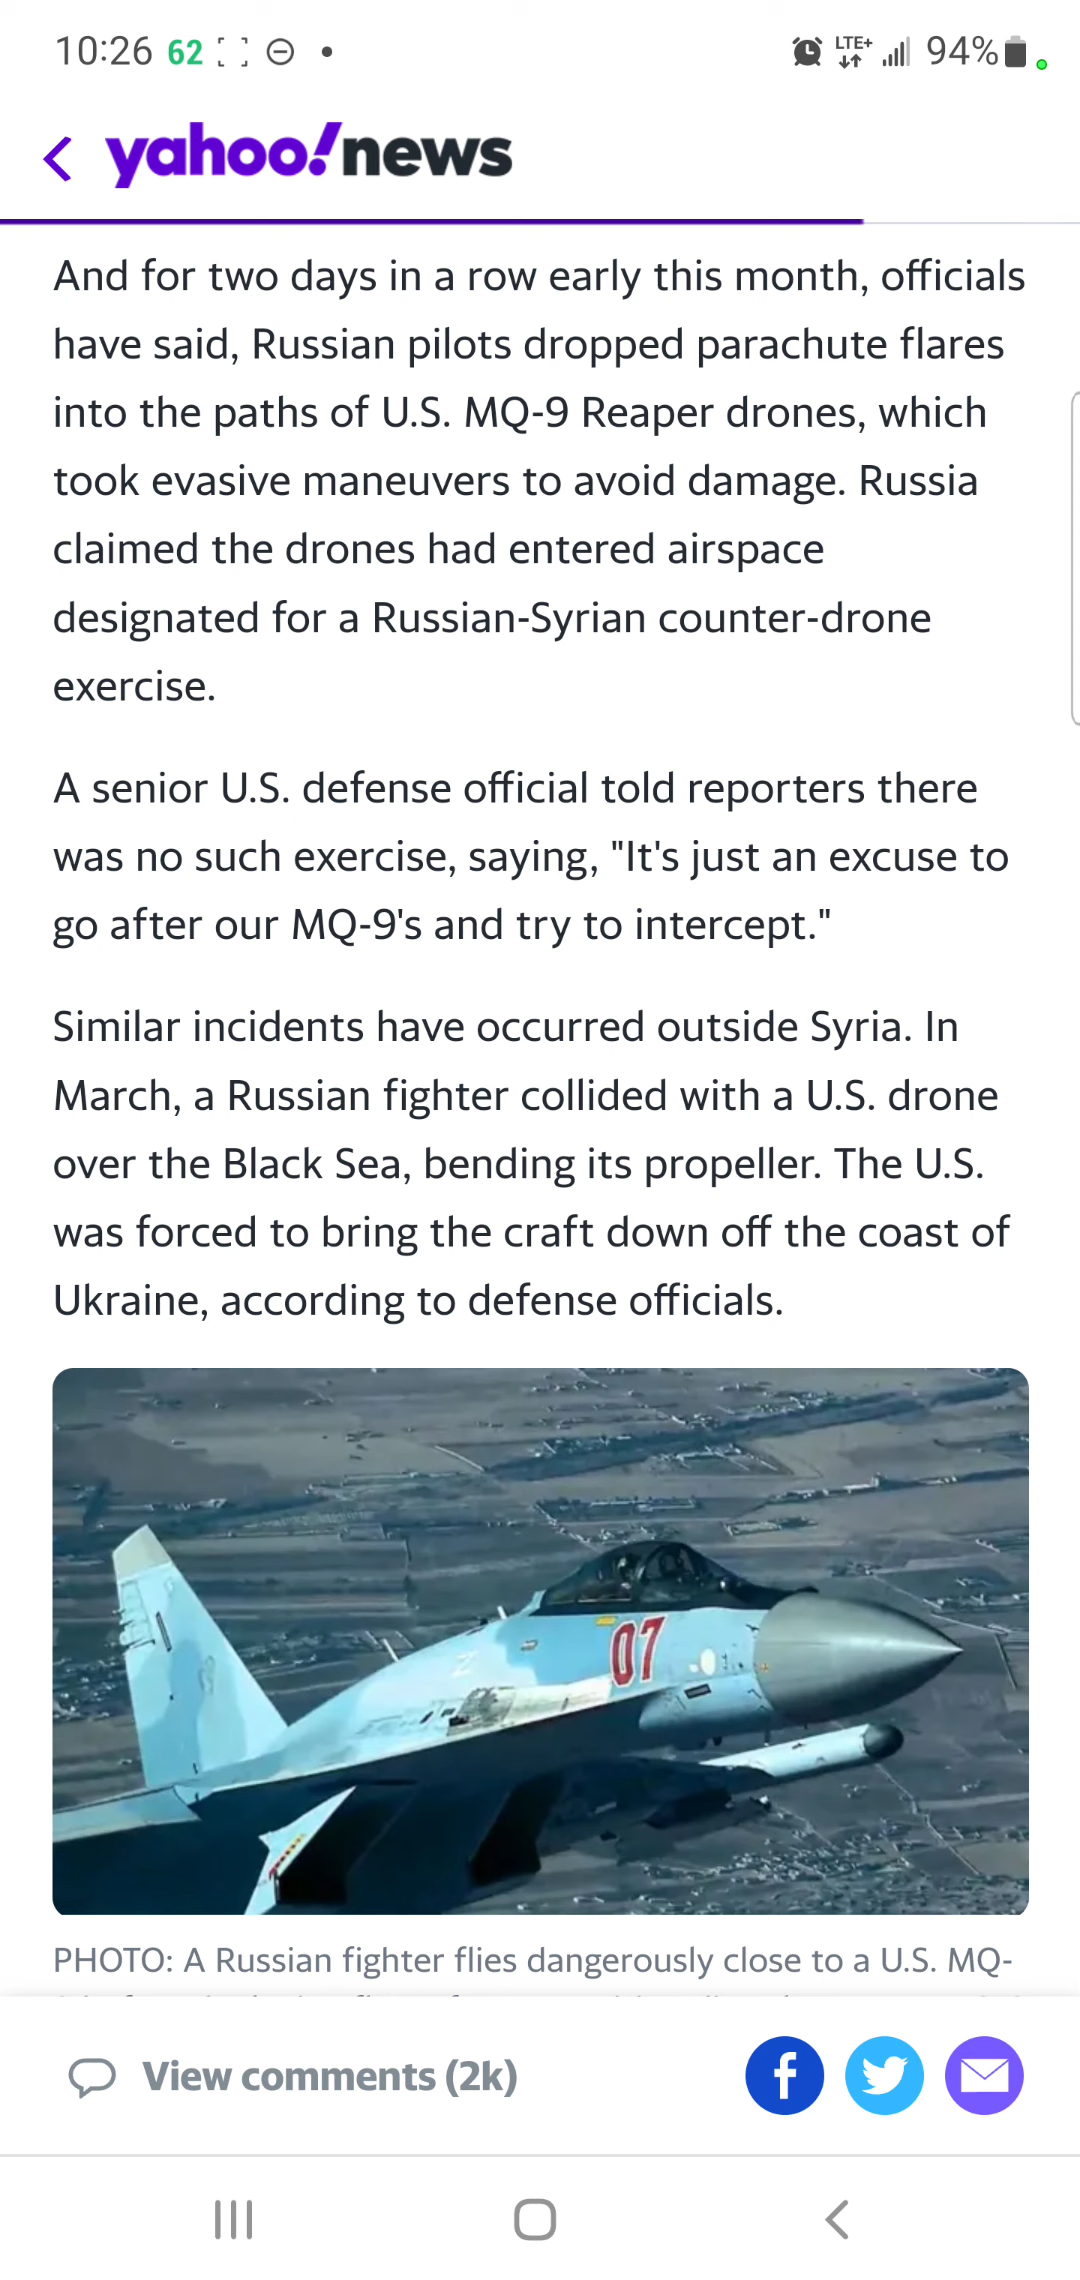 10:26 62 94%
LTE+
yahoo!news
And for two days in a row early this month, officials
have said, Russian pilots dropped parachute flares
into the paths of U.S. MQ-9 Reaper drones, which
took evasive maneuvers to avoid damage. Russia
claimed the drones had entered airspace
designated for a Russian-Syrian counter-drone
exercise.
A senior U.S. defense official told reporters there
was no such exercise, saying, "It's just an excuse to
go after our MQ-9's and try to intercept."
Similar incidents have occurred outside Syria. In
March, a Russian fighter collided with a U.S. drone
over the Black Sea, bending its propeller. The U.S.
was forced to bring the craft down off the coast of
Ukraine, according to defense officials.
07
PHOTO: A Russian fighter flies dangerously close to a U.S. MQ-
View comments (2k)